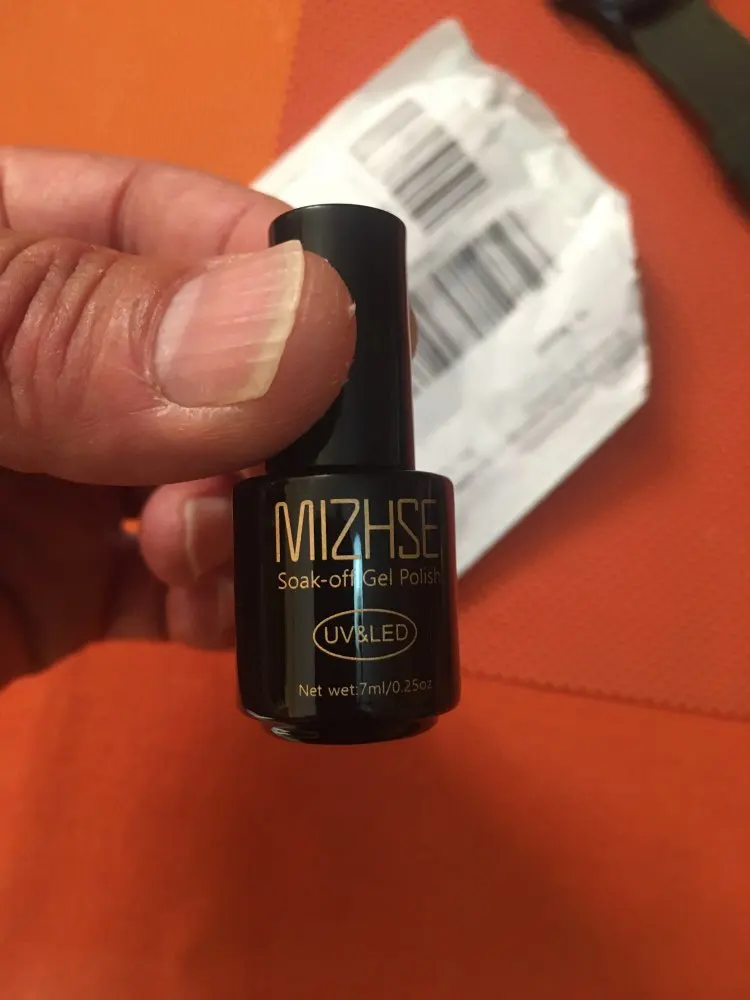 MIZHSE
Soak-off Gel Polish
UV&LED
Net wet:7ml/0.25oz